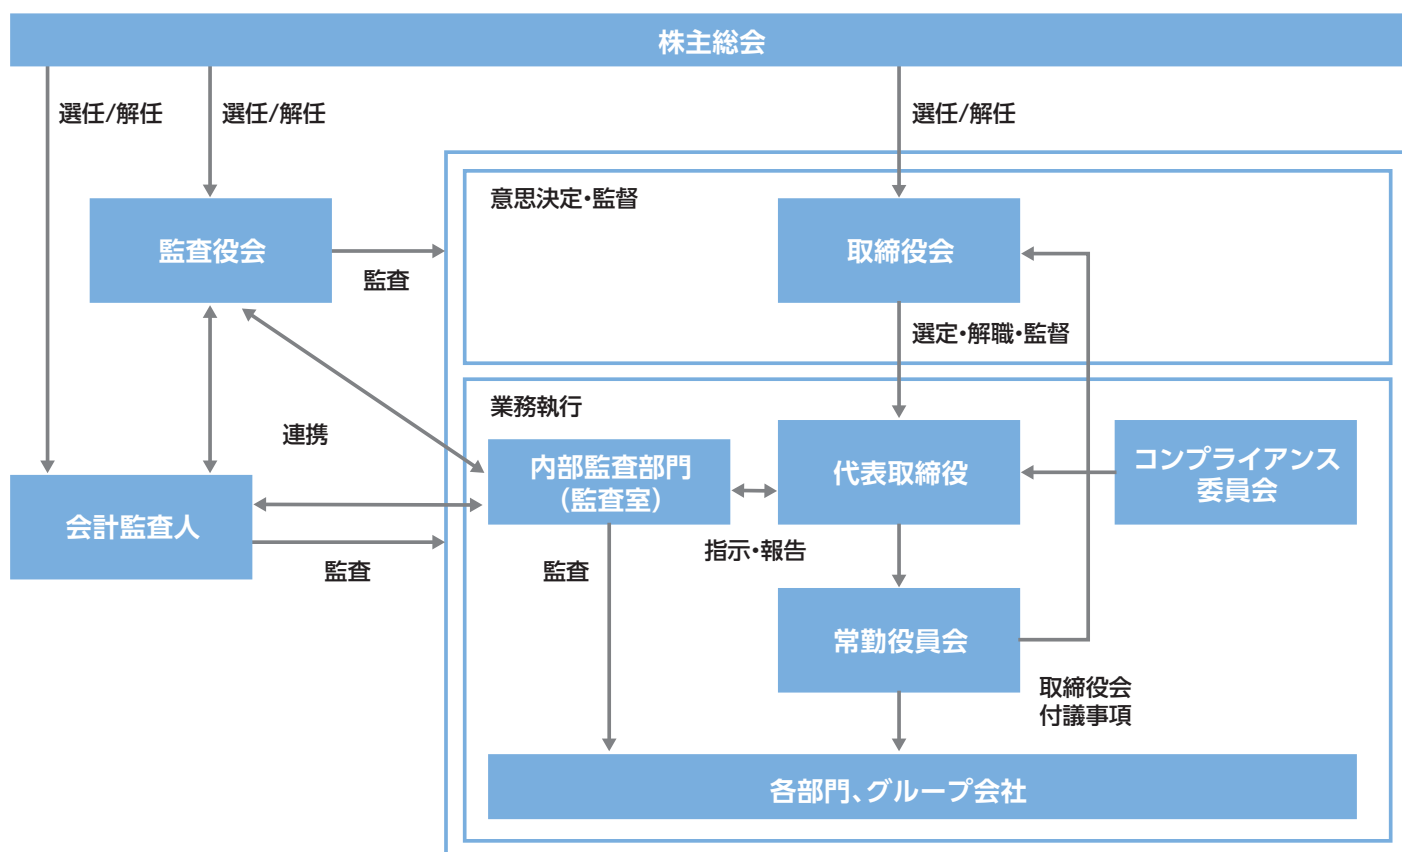 株主総会
選任/解任
選任/解任
選任/解任
意思決定・監督
監査役会
取締役会
監査
選定・解職・監督
業務執行
連携
内部監査部門
(監査室)
代表取締役
コンプライアンス
委員会
会計監査人
指示・報告
監査
監査
常勤役員会
取締役会
付議事項
各部門、グループ会社